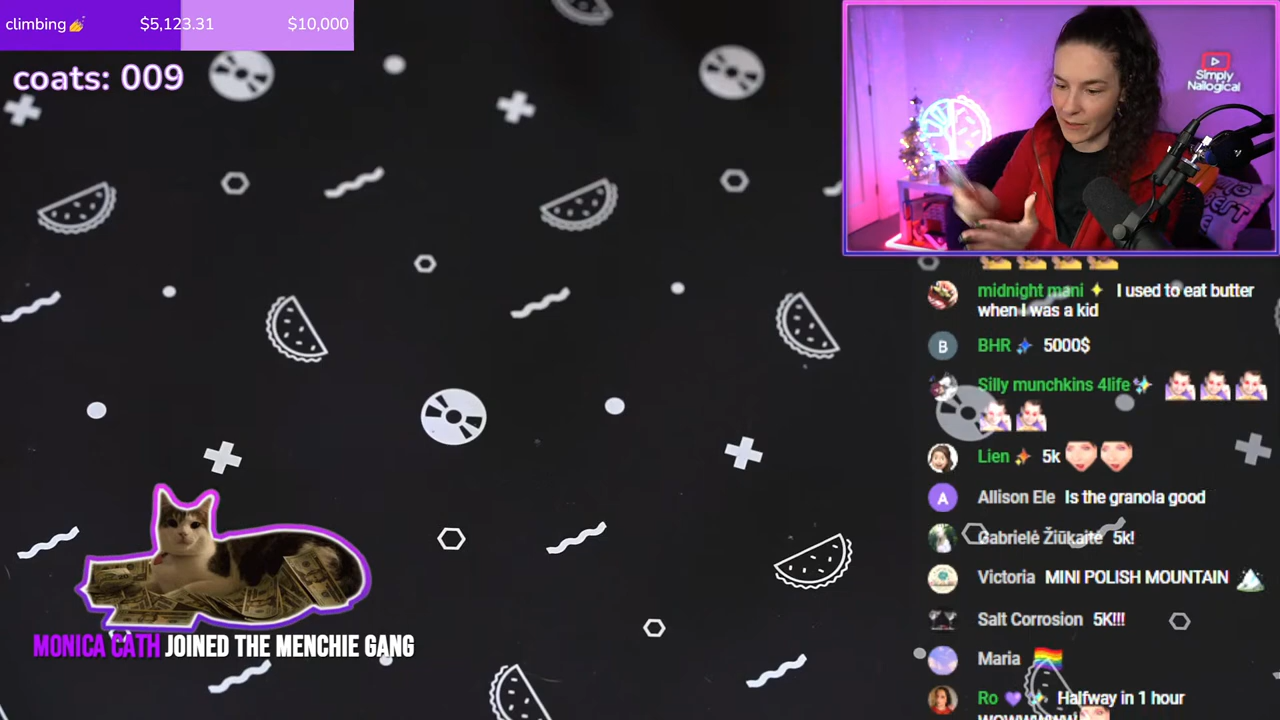 climbing💅 $5,123.31 $10,000
coats: 009
Simply
Nailogical
midnight mani I used to eat butter
when I was a kid
B BHR 5000$
Silly munchkins 4life
Lien 5k
A Allison Ele Is the granola good
Gabrielė Žiūkaitė 5k!
Victoria MINI POLISH MOUNTAIN
Salt Corrosion 5K!!!
Maria 🏳️‍🌈
Ro 💜 Halfway in 1 hour
MONICA CATH JOINED THE MENCHIE GANG